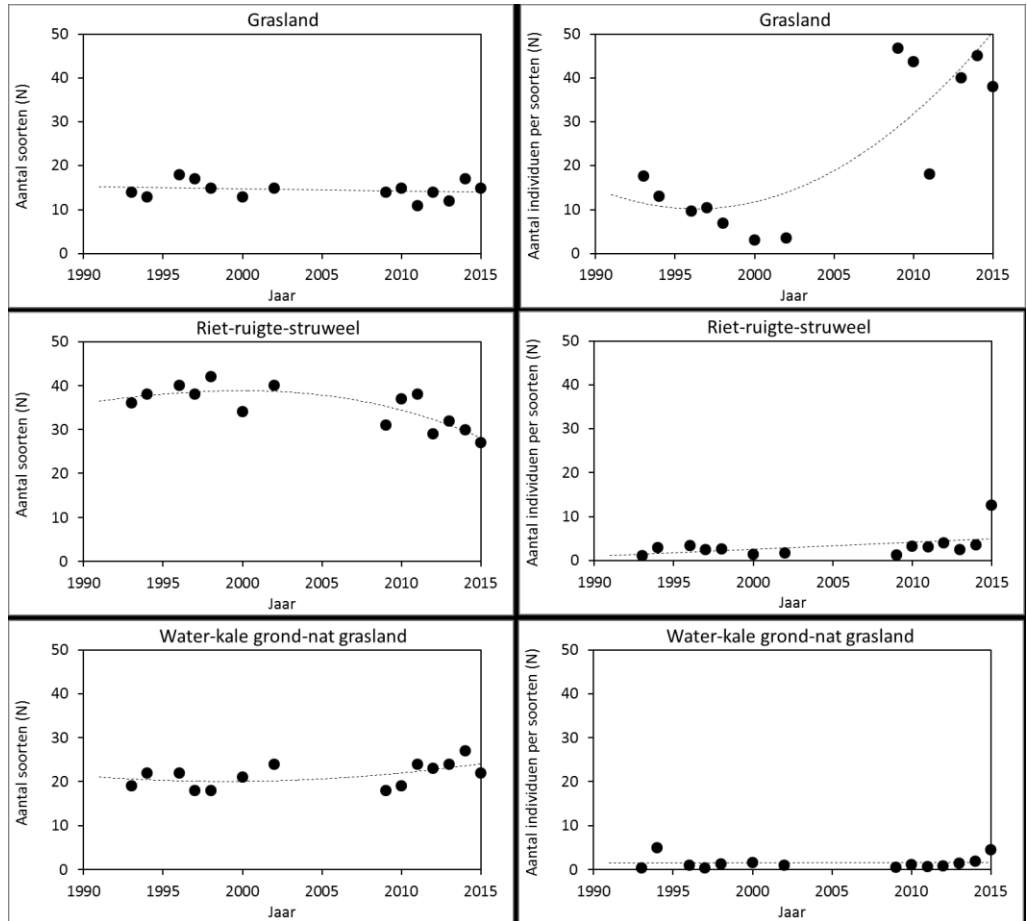 Grasland
Aantal soorten (N)
50
40
30
20
10
0
1990 1995 2000 2005 2010 2015
Jaar
Grasland
Aantal individuen per soorten (N)
50
40
30
20
10
0
1990 1995 2000 2005 2010 2015
Jaar
Riet-ruigte-struweel
Aantal soorten (N)
50
40
30
20
10
0
1990 1995 2000 2005 2010 2015
Jaar
Riet-ruigte-struweel
Aantal individuen per soorten (N)
50
40
30
20
10
0
1990 1995 2000 2005 2010 2015
Jaar
Water-kale grond-nat grasland
Aantal soorten (N)
50
40
30
20
10
0
1990 1995 2000 2005 2010 2015
Jaar
Water-kale grond-nat grasland
Aantal individuen per soorten (N)
50
40
30
20
10
0
1990 1995 2000 2005 2010 2015
Jaar